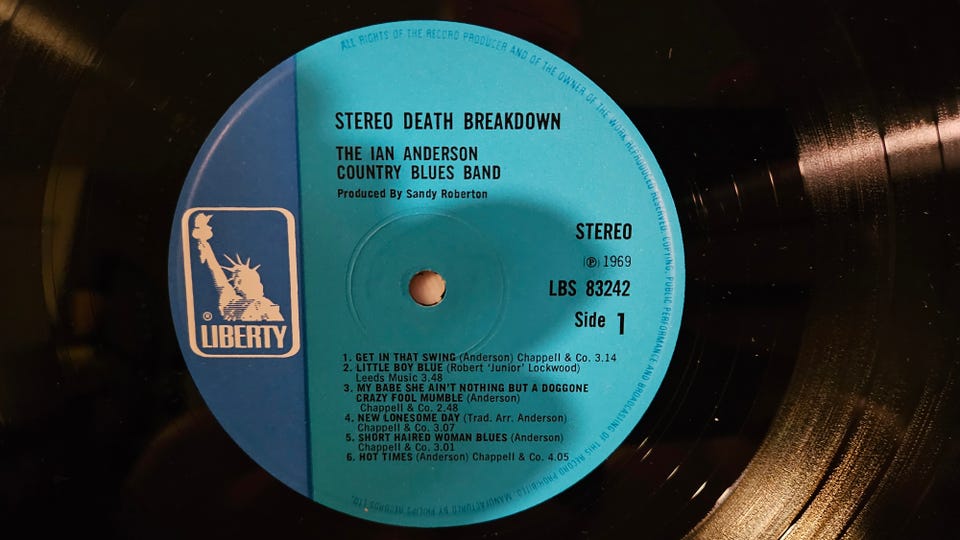 ALL RIGHTS OF THE RECORD PRODUCER AND OF THE OWNER OF THE WORK REPRODUCED RESERVED. COPYING, PUBLIC PERFORMANCE AND BROADCASTING OF THIS RECORD PROHIBITED. MANUFACTURED BY PHILIPS RECORDS LTD.
STEREO DEATH BREAKDOWN
THE IAN ANDERSON
COUNTRY BLUES BAND
Produced By Sandy Roberton
STEREO
(℗) 1969
LBS 83242
Side 1
®
LIBERTY
1. GET IN THAT SWING (Anderson) Chappell & Co. 3.14
2. LITTLE BOY BLUE (Robert 'Junior' Lockwood)
Leeds Music 3.48
3. MY BABE SHE AIN'T NOTHING BUT A DOGGONE
CRAZY FOOL MUMBLE (Anderson)
Chappell & Co. 2.48
4. NEW LONESOME DAY (Trad. Arr. Anderson)
Chappell & Co. 3.07
5. SHORT HAIRED WOMAN BLUES (Anderson)
Chappell & Co. 3.01
6. HOT TIMES (Anderson) Chappell & Co. 4.05